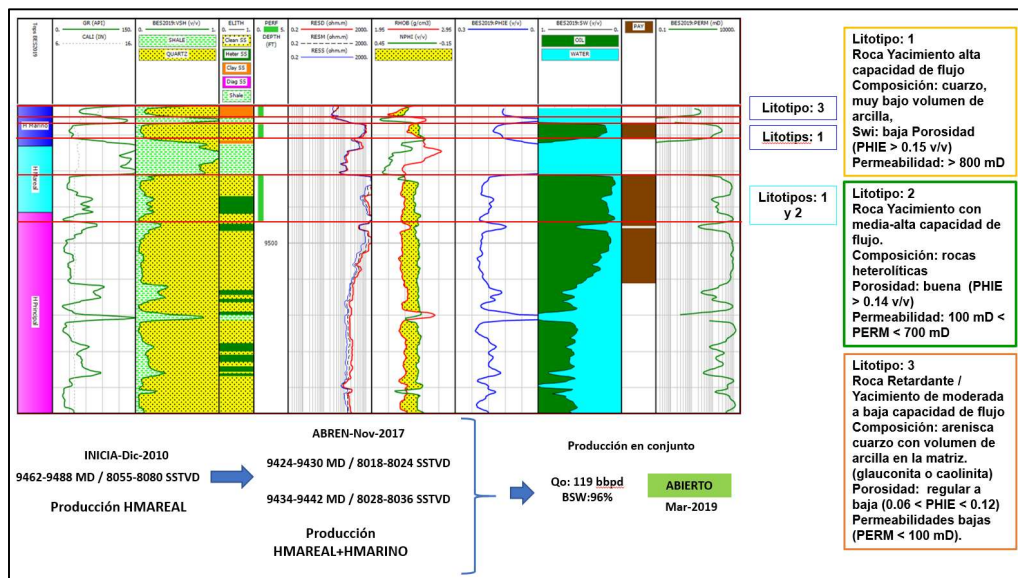 Tops BES2019
GR (API)
0. 150.
CALI (IN)
6. 16.
BES2019:VSH (v/v)
0. 1.
SHALE
QUARTZ
ELITH
Clean SS
Heter SS
Clay SS
Diag SS
Shale
PERF
0.
DEPTH
(FT)
RESD (ohm.m)
0.2 2000.
RESM (ohm.m)
0.2 2000.
RESS (ohm.m)
0.2 2000.
RHOB (g/cm3)
1.95 2.95
NPHI (v/v)
0.45 -0.15
BES2019:PHIE (v/v)
0.3 0.
BES2019:SW (v/v)
1. 0.
OIL
WATER
PAY
BES2019:PERM (mD)
0.1 10000.
H Marino
H Mareal
H Principal
9500
Litotipo: 3
Litotips: 1
Litotipos: 1
y 2
Litotipo: 1
Roca Yacimiento alta
capacidad de flujo
Composición: cuarzo,
muy bajo volumen de
arcilla,
Swi: baja Porosidad
(PHIE > 0.15 v/v)
Permeabilidad: > 800 mD
Litotipo: 2
Roca Yacimiento con
media-alta capacidad de
flujo.
Composición: rocas
heterolíticas
Porosidad: buena (PHIE
> 0.14 v/v)
Permeabilidad: 100 mD <
PERM < 700 mD
Litotipo: 3
Roca Retardante /
Yacimiento de moderada
a baja capacidad de flujo
Composición: arenisca
cuarzo con volumen de
arcilla en la matriz.
(glauconita o caolinita)
Porosidad: regular a
baja (0.06 < PHIE < 0.12)
Permeabilidades bajas
(PERM < 100 mD).
INICIA-Dic-2010
9462-9488 MD / 8055-8080 SSTVD
Producción HMAREAL
ABREN-Nov-2017
9424-9430 MD / 8018-8024 SSTVD
9434-9442 MD / 8028-8036 SSTVD
Producción
HMAREAL+HMARINO
Producción en conjunto
Qo: 119 bbpd
BSW:96%
ABIERTO
Mar-2019